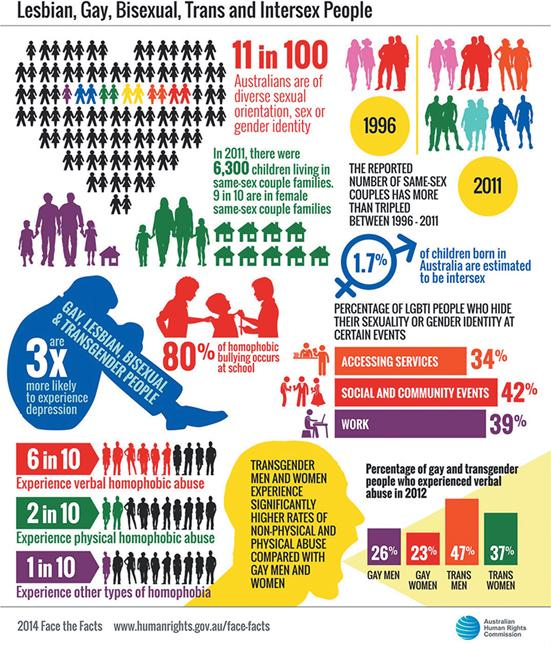 Lesbian, Gay, Bisexual, Trans and Intersex People
11 in 100
Australians are of
diverse sexual
orientation, sex or
gender identity
In 2011, there were
6,300 children living in
same-sex couple families.
9 in 10 are in female
same-sex couple families
1996
2011
THE REPORTED
NUMBER OF SAME-SEX
COUPLES HAS MORE
THAN TRIPLED
BETWEEN 1996 - 2011
1.7%
of children born in
Australia are estimated
to be intersex
GAY, LESBIAN, BISEXUAL
& TRANSGENDER PEOPLE
are
3x
more likely
to experience
depression
80% of homophobic
bullying occurs
at school
PERCENTAGE OF LGBTI PEOPLE WHO HIDE
THEIR SEXUALITY OR GENDER IDENTITY AT
CERTAIN EVENTS
ACCESSING SERVICES 34%
SOCIAL AND COMMUNITY EVENTS 42%
WORK 39%
6 in 10
Experience verbal homophobic abuse
2 in 10
Experience physical homophobic abuse
1 in 10
Experience other types of homophobia
TRANSGENDER
MEN AND WOMEN
EXPERIENCE
SIGNIFICANTLY
HIGHER RATES OF
NON-PHYSICAL AND
PHYSICAL ABUSE
COMPARED WITH
GAY MEN AND
WOMEN
Percentage of gay and transgender
people who experienced verbal
abuse in 2012
26% 23% 47% 37%
GAY MEN GAY WOMEN TRANS MEN TRANS WOMEN
2014 Face the Facts www.humanrights.gov.au/face-facts
Australian
Human Rights
Commission